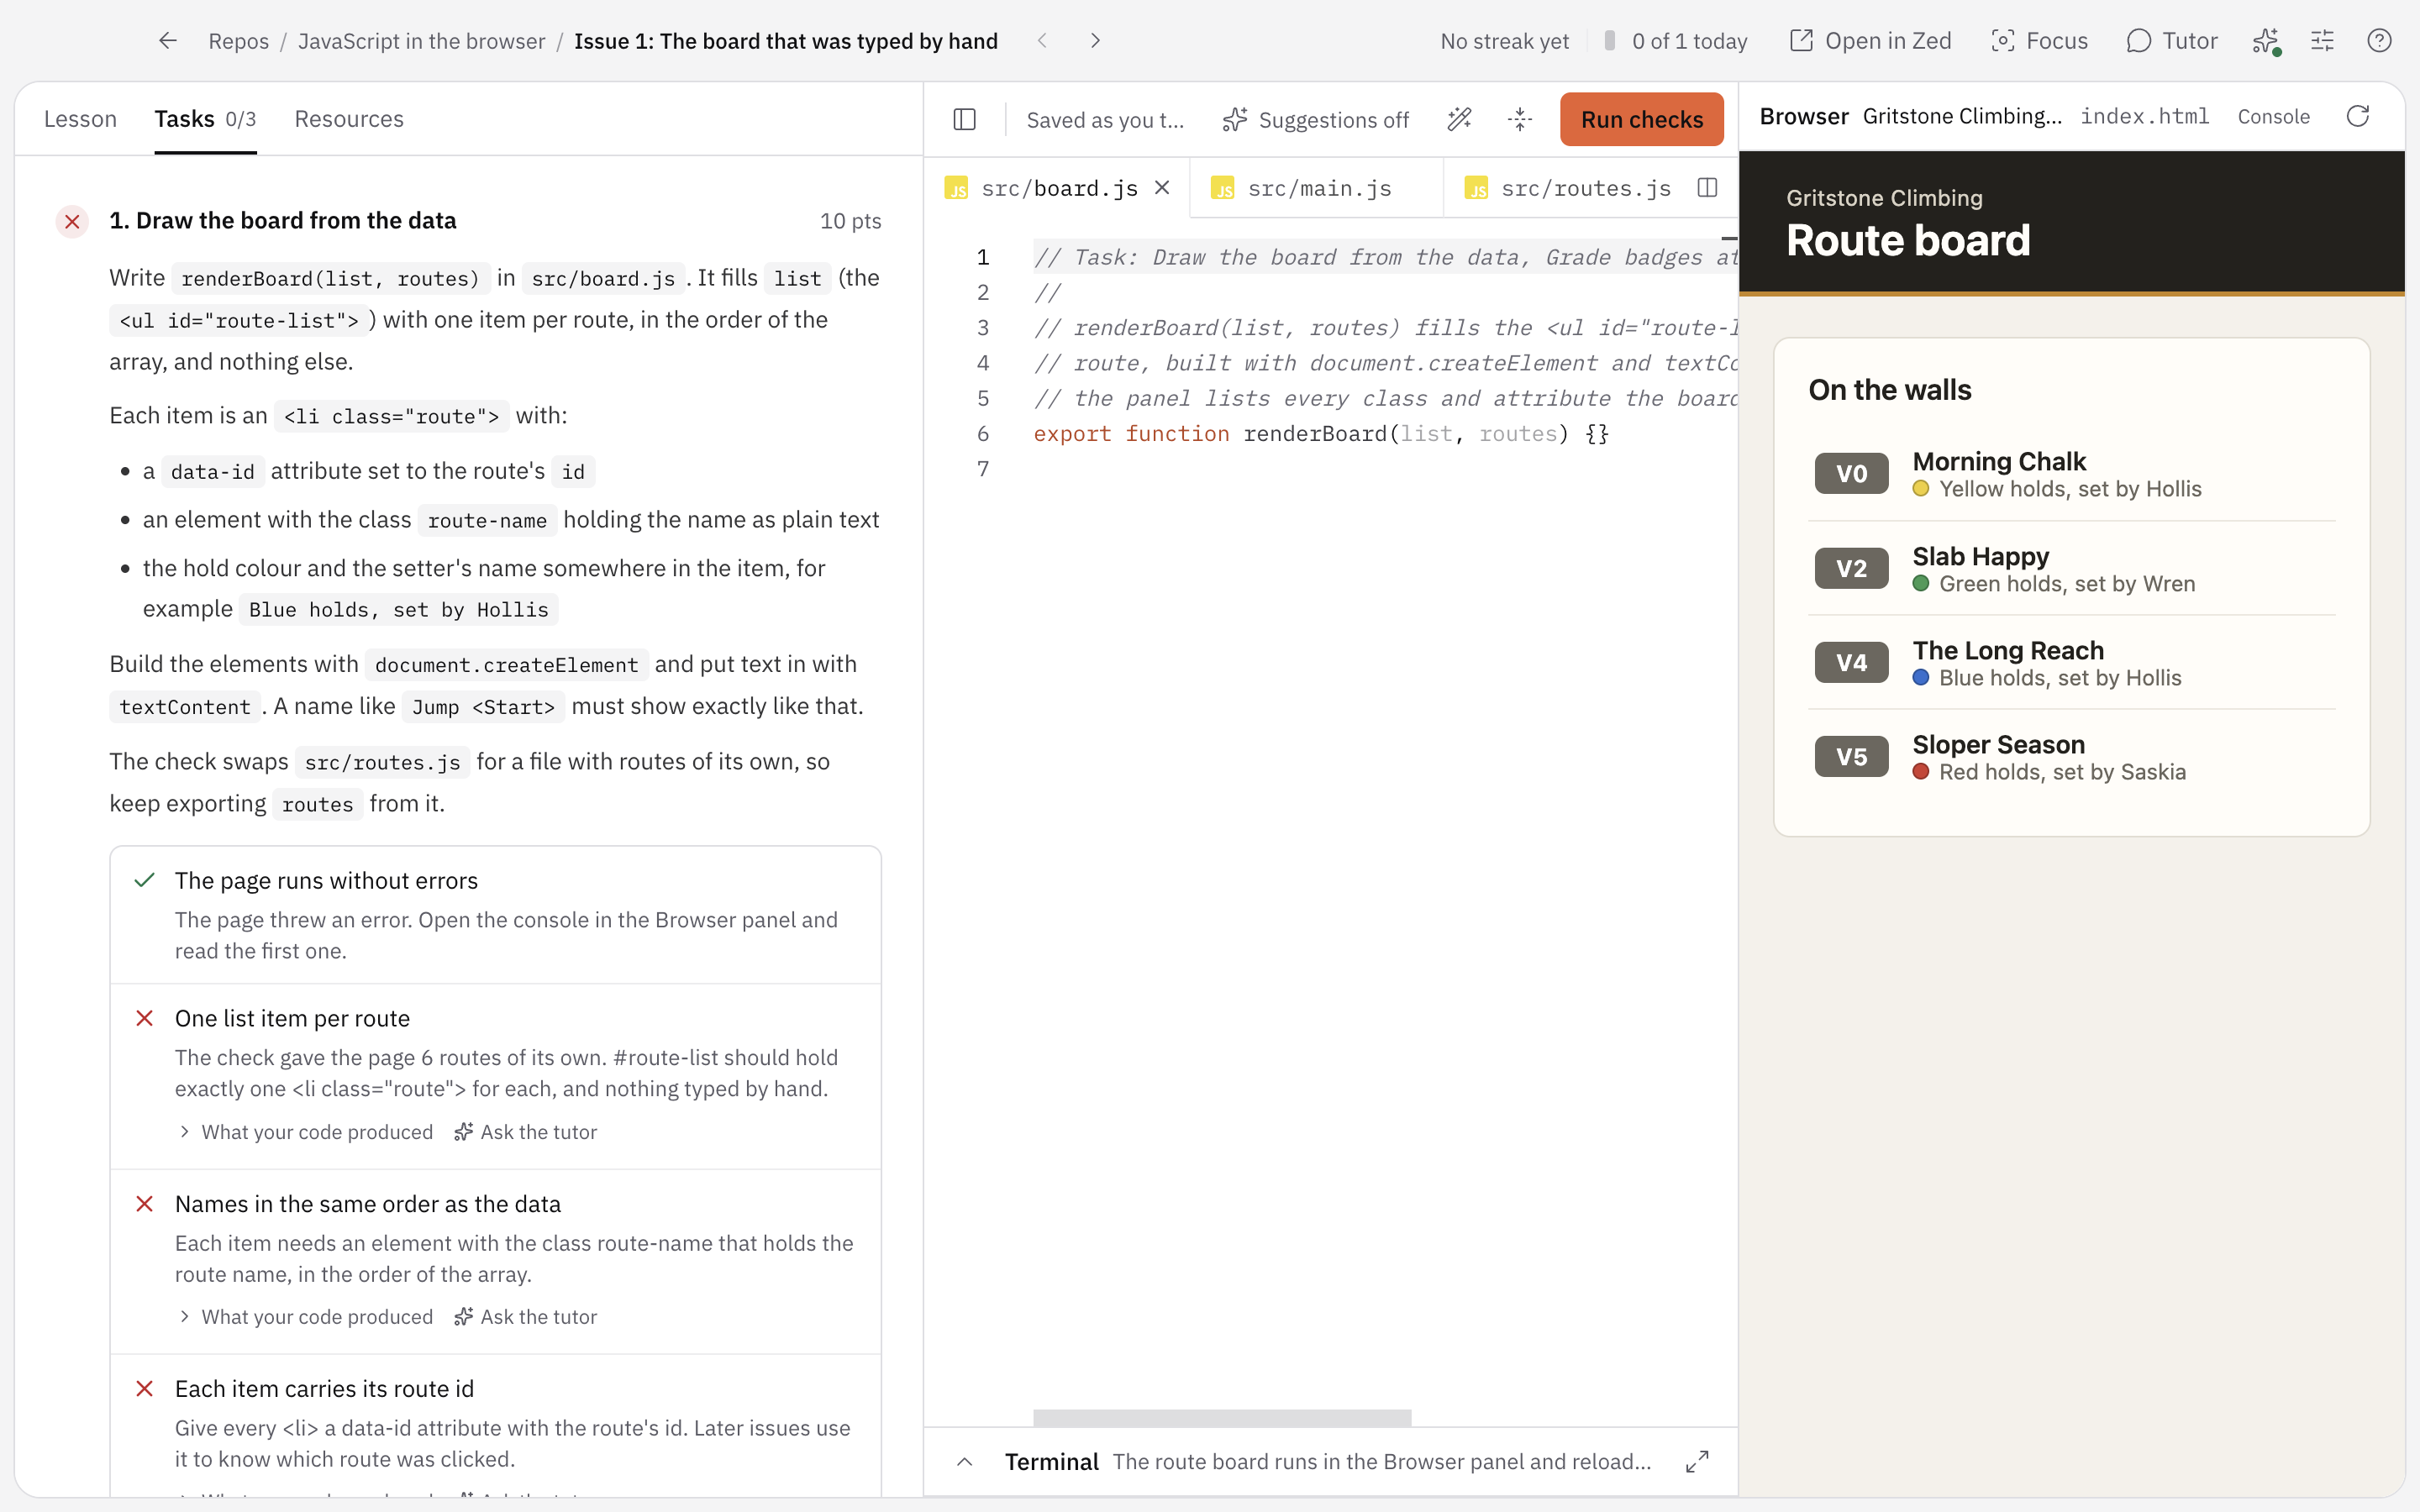 Repos / JavaScript in the browser / Issue 1: The board that was typed by hand
No streak yet
0 of 1 today
Open in Zed
Focus
Tutor
Lesson
Tasks 0/3
Resources
1. Draw the board from the data
10 pts
Write renderBoard(list, routes) in src/board.js. It fills list (the
<ul id="route-list">) with one item per route, in the order of the
array, and nothing else.
Each item is an <li class="route"> with:
a data-id attribute set to the route's id
an element with the class route-name holding the name as plain text
the hold colour and the setter's name somewhere in the item, for
example Blue holds, set by Hollis
Build the elements with document.createElement and put text in with
textContent. A name like Jump <Start> must show exactly like that.
The check swaps src/routes.js for a file with routes of its own, so
keep exporting routes from it.
The page runs without errors
The page threw an error. Open the console in the Browser panel and
read the first one.
One list item per route
The check gave the page 6 routes of its own. #route-list should hold
exactly one <li class="route"> for each, and nothing typed by hand.
What your code produced
Ask the tutor
Names in the same order as the data
Each item needs an element with the class route-name that holds the
route name, in the order of the array.
What your code produced
Ask the tutor
Each item carries its route id
Give every <li> a data-id attribute with the route's id. Later issues use
it to know which route was clicked.
Saved as you t...
Suggestions off
Run checks
JS src/board.js
JS src/main.js
JS src/routes.js
1 // Task: Draw the board from the data, Grade badges at
2 //
3 // renderBoard(list, routes) fills the <ul id="route-l
4 // route, built with document.createElement and textCo
5 // the panel lists every class and attribute the board
6 export function renderBoard(list, routes) {}
7
Terminal The route board runs in the Browser panel and reload...
Browser Gritstone Climbing... index.html Console
Gritstone Climbing
Route board
On the walls
V0
Morning Chalk
Yellow holds, set by Hollis
V2
Slab Happy
Green holds, set by Wren
V4
The Long Reach
Blue holds, set by Hollis
V5
Sloper Season
Red holds, set by Saskia